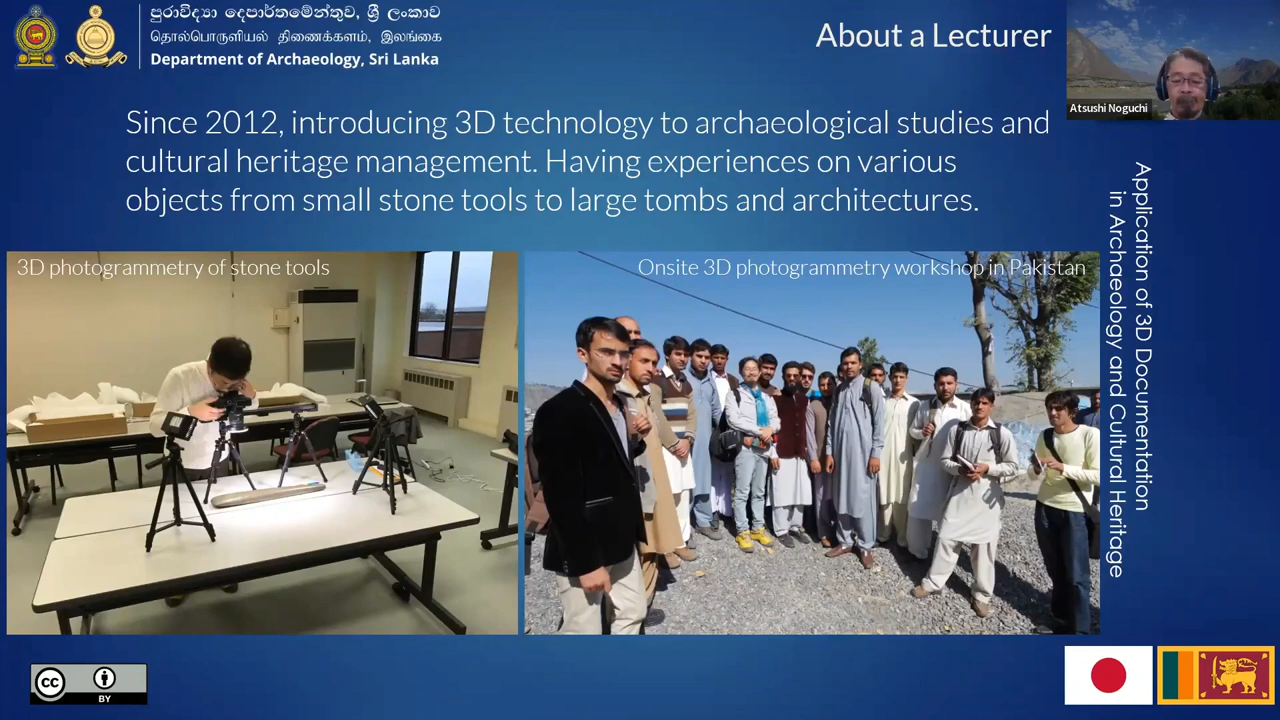 පුරාවිද්‍යා දෙපාර්තමේන්තුව, ශ්‍රී ලංකාව
தொல்பொருளியல் திணைக்களம், இலங்கை
Department of Archaeology, Sri Lanka
About a Lecturer
Atsushi Noguchi
Since 2012, introducing 3D technology to archaeological studies and
cultural heritage management. Having experiences on various
objects from small stone tools to large tombs and architectures.
3D photogrammetry of stone tools
Onsite 3D photogrammetry workshop in Pakistan
Application of 3D Documentation
in Archaeology and Cultural Heritage
CC
BY